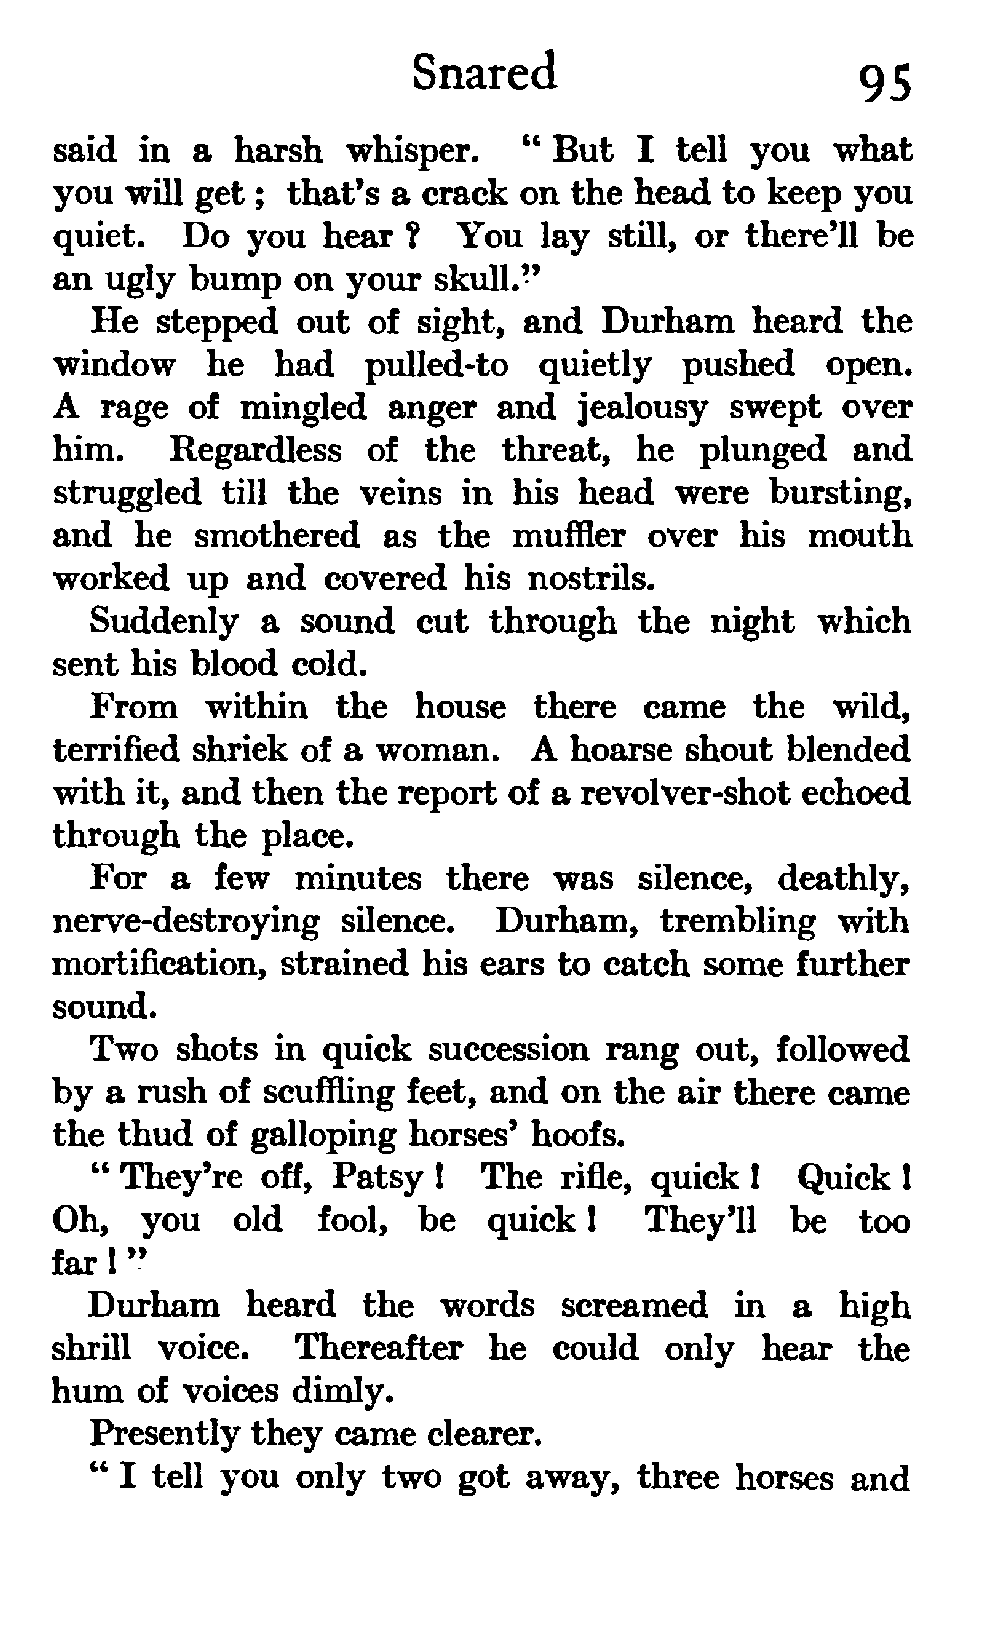 Snared 95
said in a harsh whisper. “ But I tell you what
you will get ; that’s a crack on the head to keep you
quiet. Do you hear ? You lay still, or there’ll be
an ugly bump on your skull.”
He stepped out of sight, and Durham heard the
window he had pulled-to quietly pushed open.
A rage of mingled anger and jealousy swept over
him. Regardless of the threat, he plunged and
struggled till the veins in his head were bursting,
and he smothered as the muffler over his mouth
worked up and covered his nostrils.
Suddenly a sound cut through the night which
sent his blood cold.
From within the house there came the wild,
terrified shriek of a woman. A hoarse shout blended
with it, and then the report of a revolver-shot echoed
through the place.
For a few minutes there was silence, deathly,
nerve-destroying silence. Durham, trembling with
mortification, strained his ears to catch some further
sound.
Two shots in quick succession rang out, followed
by a rush of scuffling feet, and on the air there came
the thud of galloping horses’ hoofs.
“ They’re off, Patsy ! The rifle, quick ! Quick !
Oh, you old fool, be quick ! They’ll be too
far ! ”
Durham heard the words screamed in a high
shrill voice. Thereafter he could only hear the
hum of voices dimly.
Presently they came clearer.
“ I tell you only two got away, three horses and